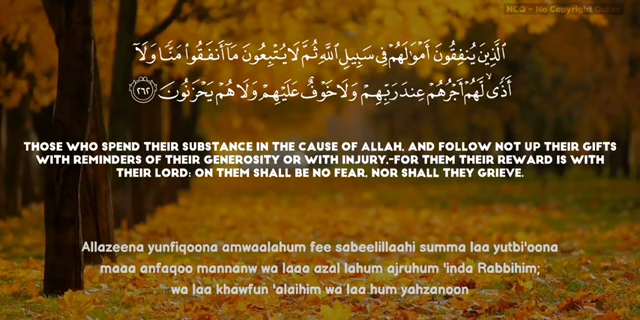 NCQ - No Copyright Quran
الَّذِينَ يُنفِقُونَ أَمْوَالَهُمْ فِي سَبِيلِ اللَّهِ ثُمَّ لَا يُتْبِعُونَ مَا أَنفَقُوا مَنًّا وَلَا
أَذًى لَهُمْ أَجْرُهُمْ عِندَ رَبِّهِمْ وَلَا خَوْفٌ عَلَيْهِمْ وَلَا هُمْ يَحْزَنُونَ ٢٦٢
THOSE WHO SPEND THEIR SUBSTANCE IN THE CAUSE OF ALLAH, AND FOLLOW NOT UP THEIR GIFTS
WITH REMINDERS OF THEIR GENEROSITY OR WITH INJURY,-FOR THEM THEIR REWARD IS WITH
THEIR LORD: ON THEM SHALL BE NO FEAR, NOR SHALL THEY GRIEVE.
Allazeena yunfiqoona amwaalahum fee sabeelillaahi summa laa yutbi'oona
maaa anfaqoo mannanw wa laaa azal lahum ajruhum 'inda Rabbihim;
wa laa khawfun 'alaihim wa laa hum yahzanoon